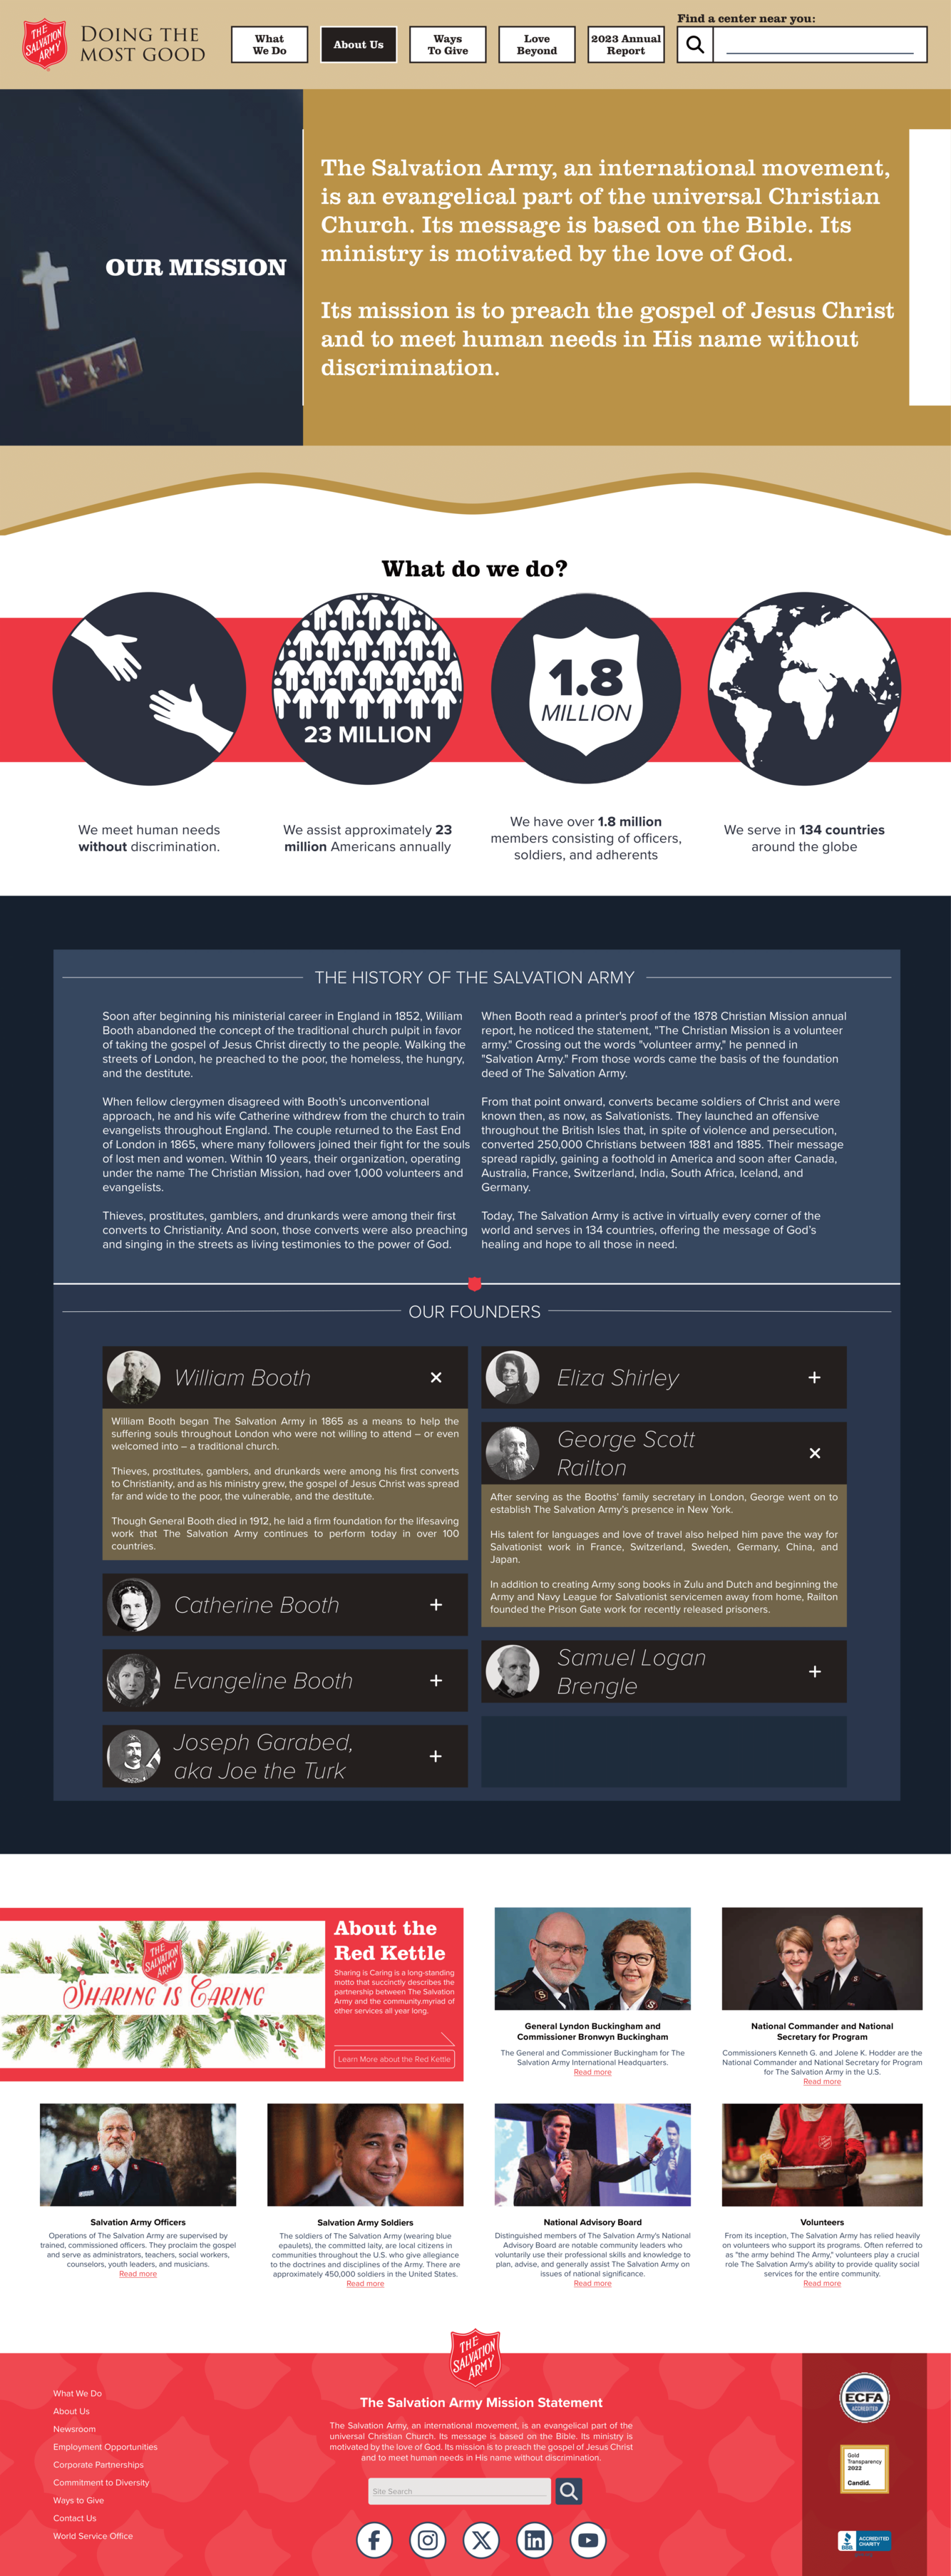 THE
SALVATION
ARMY
DOING THE
MOST GOOD
What
We Do
About Us
Ways
To Give
Love
Beyond
2023 Annual
Report
Find a center near you:
OUR MISSION
The Salvation Army, an international movement,
is an evangelical part of the universal Christian
Church. Its message is based on the Bible. Its
ministry is motivated by the love of God.
Its mission is to preach the gospel of Jesus Christ
and to meet human needs in His name without
discrimination.
What do we do?
23 MILLION
1.8
MILLION
We meet human needs
without discrimination.
We assist approximately 23
million Americans annually
We have over 1.8 million
members consisting of officers,
soldiers, and adherents
We serve in 134 countries
around the globe
THE HISTORY OF THE SALVATION ARMY
Soon after beginning his ministerial career in England in 1852, William
Booth abandoned the concept of the traditional church pulpit in favor
of taking the gospel of Jesus Christ directly to the people. Walking the
streets of London, he preached to the poor, the homeless, the hungry,
and the destitute.
When fellow clergymen disagreed with Booth's unconventional
approach, he and his wife Catherine withdrew from the church to train
evangelists throughout England. The couple returned to the East End
of London in 1865, where many followers joined their fight for the souls
of lost men and women. Within 10 years, their organization, operating
under the name The Christian Mission, had over 1,000 volunteers and
evangelists.
Thieves, prostitutes, gamblers, and drunkards were among their first
converts to Christianity. And soon, those converts were also preaching
and singing in the streets as living testimonies to the power of God.
When Booth read a printer's proof of the 1878 Christian Mission annual
report, he noticed the statement, "The Christian Mission is a volunteer
army." Crossing out the words "volunteer army," he penned in
"Salvation Army." From those words came the basis of the foundation
deed of The Salvation Army.
From that point onward, converts became soldiers of Christ and were
known then, as now, as Salvationists. They launched an offensive
throughout the British Isles that, in spite of violence and persecution,
converted 250,000 Christians between 1881 and 1885. Their message
spread rapidly, gaining a foothold in America and soon after Canada,
Australia, France, Switzerland, India, South Africa, Iceland, and
Germany.
Today, The Salvation Army is active in virtually every corner of the
world and serves in 134 countries, offering the message of God's
healing and hope to all those in need.
OUR FOUNDERS
William Booth
William Booth began The Salvation Army in 1865 as a means to help the
suffering souls throughout London who were not willing to attend – or even
welcomed into – a traditional church.
Thieves, prostitutes, gamblers, and drunkards were among his first converts
to Christianity, and as his ministry grew, the gospel of Jesus Christ was spread
far and wide to the poor, the vulnerable, and the destitute.
Though General Booth died in 1912, he laid a firm foundation for the lifesaving
work that The Salvation Army continues to perform today in over 100
countries.
Catherine Booth
Evangeline Booth
Joseph Garabed,
aka Joe the Turk
Eliza Shirley
George Scott
Railton
After serving as the Booths' family secretary in London, George went on to
establish The Salvation Army's presence in New York.
His talent for languages and love of travel also helped him pave the way for
Salvationist work in France, Switzerland, Sweden, Germany, China, and
Japan.
In addition to creating Army song books in Zulu and Dutch and beginning the
Army and Navy League for Salvationist servicemen away from home, Railton
founded the Prison Gate work for recently released prisoners.
Samuel Logan
Brengle
THE
SALVATION
ARMY
SHARING IS CARING
About the
Red Kettle
Sharing is Caring is a long-standing
motto that succinctly describes the
partnership between The Salvation
Army and the community.myriad of
other services all year long.
Learn More about the Red Kettle
General Lyndon Buckingham and
Commissioner Bronwyn Buckingham
The General and Commissioner Buckingham for The
Salvation Army International Headquarters.
Read more
National Commander and National
Secretary for Program
Commissioners Kenneth G. and Jolene K. Hodder are the
National Commander and National Secretary for Program
for The Salvation Army in the U.S.
Read more
Salvation Army Officers
Operations of The Salvation Army are supervised by
trained, commissioned officers. They proclaim the gospel
and serve as administrators, teachers, social workers,
counselors, youth leaders, and musicians.
Read more
Salvation Army Soldiers
The soldiers of The Salvation Army (wearing blue
epaulets), the committed laity, are local citizens in
communities throughout the U.S. who give allegiance
to the doctrines and disciplines of the Army. There are
approximately 450,000 soldiers in the United States.
Read more
National Advisory Board
Distinguished members of The Salvation Army's National
Advisory Board are notable community leaders who
voluntarily use their professional skills and knowledge to
plan, advise, and generally assist The Salvation Army on
issues of national significance.
Read more
Volunteers
From its inception, The Salvation Army has relied heavily
on volunteers who support its programs. Often referred to
as "the army behind The Army," volunteers play a crucial
role The Salvation Army's ability to provide quality social
services for the entire community.
Read more
THE
SALVATION
ARMY
What We Do
About Us
Newsroom
Employment Opportunities
Corporate Partnerships
Commitment to Diversity
Ways to Give
Contact Us
World Service Office
The Salvation Army Mission Statement
The Salvation Army, an international movement, is an evangelical part of the
universal Christian Church. Its message is based on the Bible. Its ministry is
motivated by the love of God. Its mission is to preach the gospel of Jesus Christ
and to meet human needs in His name without discrimination.
Site Search
ECFA
ACCREDITED
Gold
Transparency
2022
Candid.
BBB
ACCREDITED
CHARITY